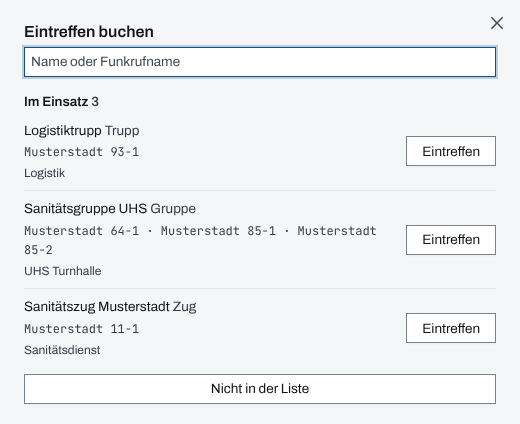 Eintreffen buchen
Name oder Funkrufname
Im Einsatz 3
Logistiktrupp Trupp
Musterstadt 93-1
Logistik
Eintreffen
Sanitätsgruppe UHS Gruppe
Musterstadt 64-1 · Musterstadt 85-1 · Musterstadt
85-2
UHS Turnhalle
Eintreffen
Sanitätszug Musterstadt Zug
Musterstadt 11-1
Sanitätsdienst
Eintreffen
Nicht in der Liste